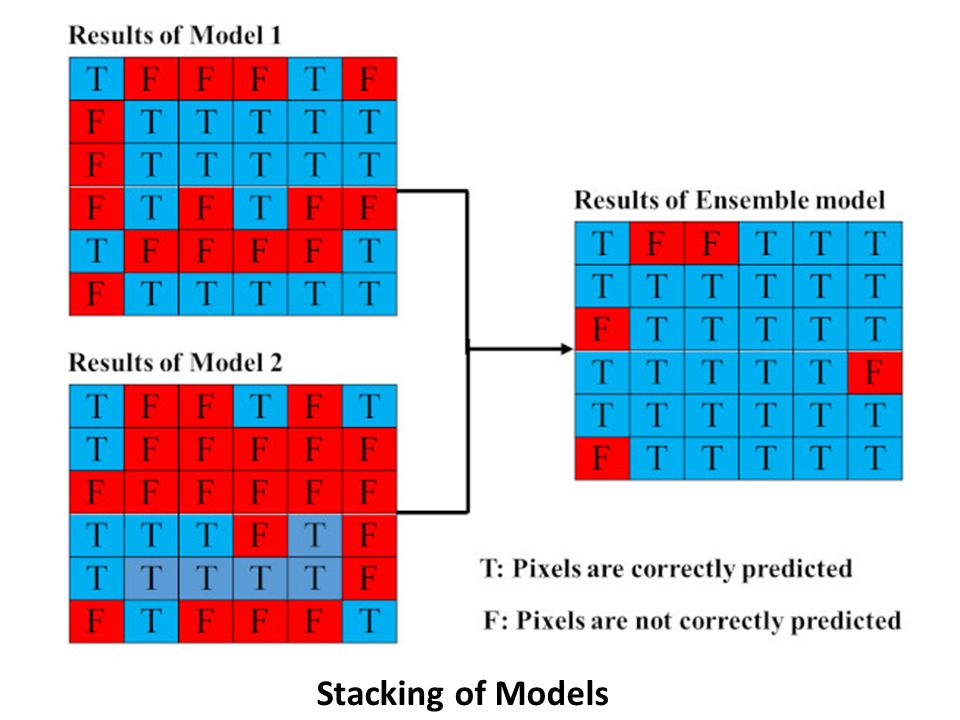 Results of Model 1
T F F F T F
F T T T T T
F T T T T T
F T F T F F
T F F F F T
F T T T T T
Results of Model 2
T F F T F T
T F F F F F
F F F F F F
T T T F T F
T T T T T F
F T F F F T
Results of Ensemble model
T F F T T T
T T T T T T
F T T T T T
T T T T T F
T T T T T T
F T T T T T
T: Pixels are correctly predicted
F: Pixels are not correctly predicted
Stacking of Models